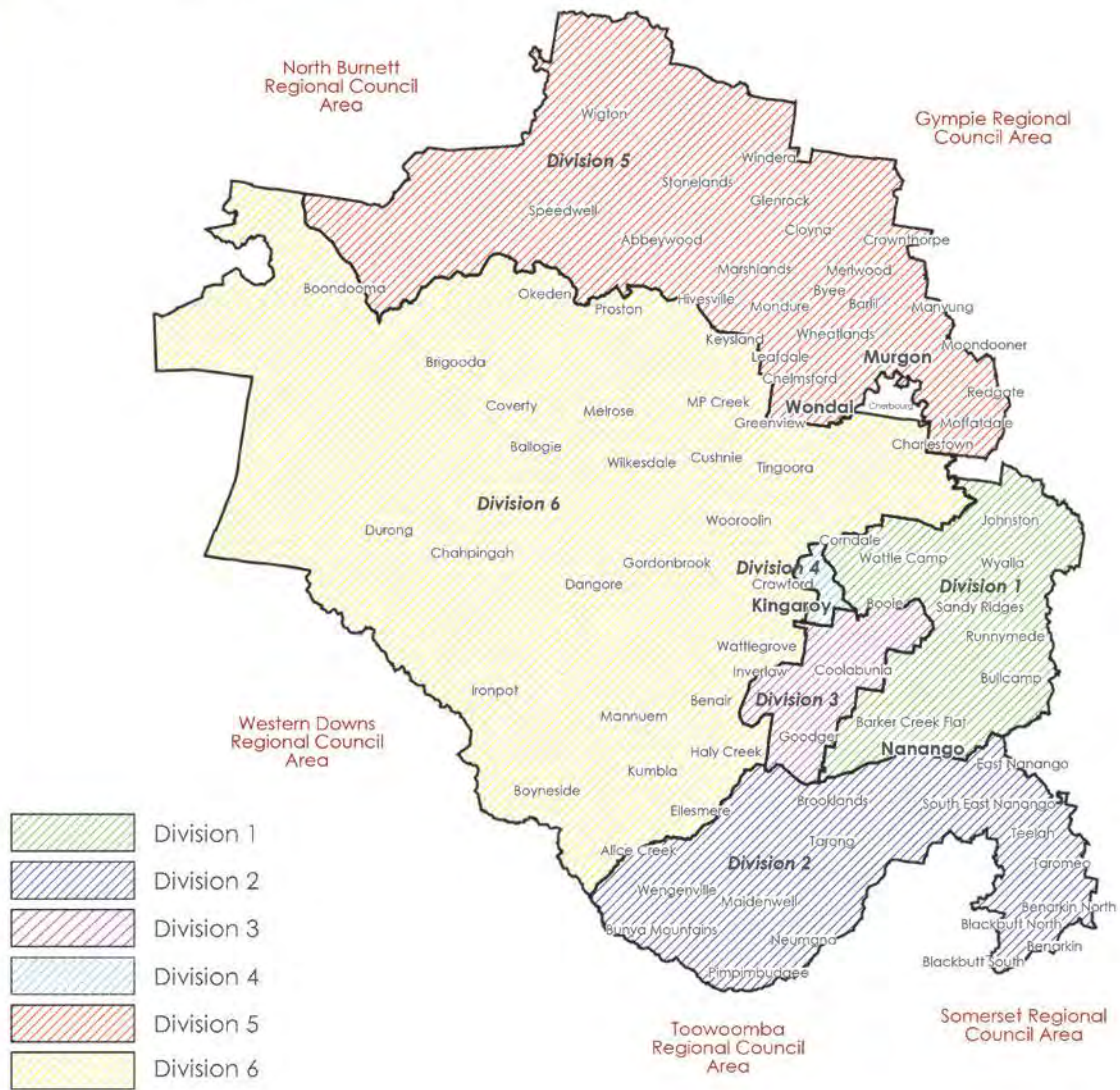 North Burnett
Regional Council
Area
Gympie Regional
Council Area
Wigton
Division 5
Windera
Stonelands
Glenrock
Speedwell
Cloyna
Abbeywood
Crownthorpe
Marshlands
Merlwood
Boondooma
Byee
Okeden
Hivesville
Mondure
Barlil
Manyung
Proston
Keysland
Wheatlands
Moondooner
Leafdale
Murgon
Brigooda
Chelmsford
Redgate
Coverty
Melrose
MP Creek
Wondai
Cherbourg
Greenview
Moffatdale
Ballogie
Charlestown
Wilkesdale
Cushnie
Tingoora
Division 6
Wooroolin
Johnston
Durong
Corndale
Chahpingah
Wattle Camp
Gordonbrook
Division 4
Wyalla
Dangore
Crawford
Division 1
Kingaroy
Booie
Sandy Ridges
Wattlegrove
Runnymede
Inverlaw
Coolabunia
Bullcamp
Ironpot
Benair
Division 3
Mannuem
Barker Creek Flat
Western Downs
Regional Council
Area
Goodger
Haly Creek
Nanango
East Nanango
Kumbia
Boyneside
Brooklands
South East Nanango
Ellesmere
Teelah
Tarong
Alice Creek
Division 2
Taromeo
Wengenville
Maidenwell
Benarkin North
Blackbutt North
Bunya Mountains
Neumgna
Benarkin
Blackbutt South
Pimpimbudgee
Toowoomba
Regional Council
Area
Somerset Regional
Council Area
Division 1
Division 2
Division 3
Division 4
Division 5
Division 6